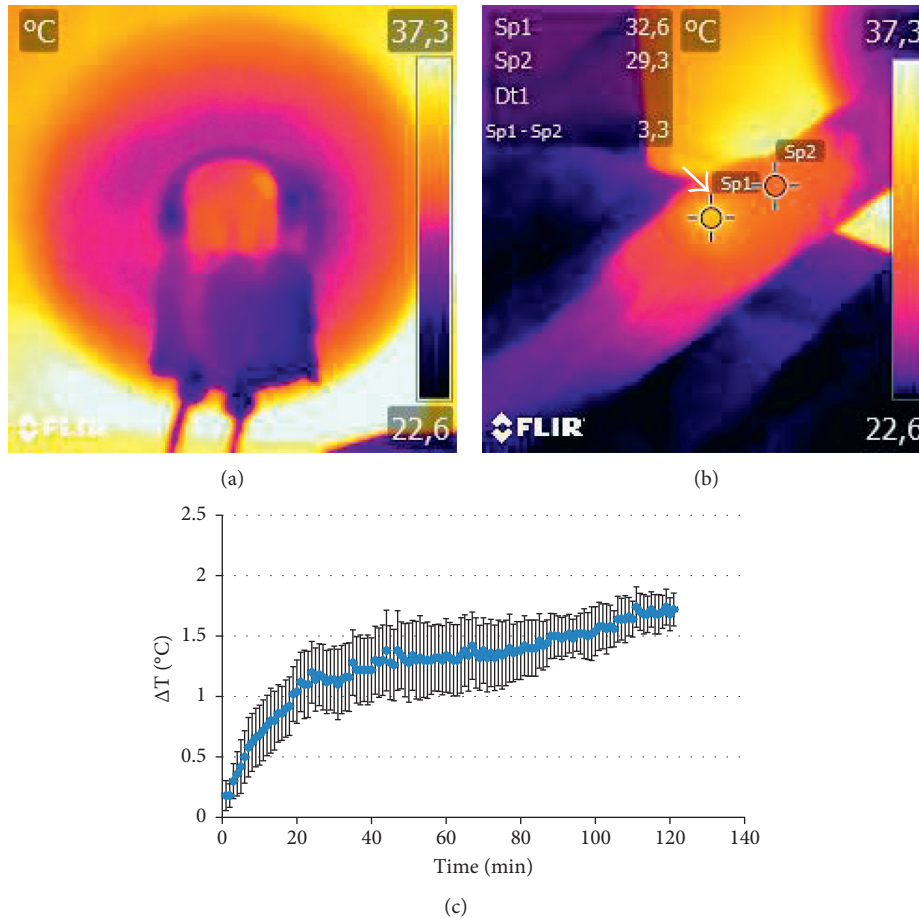 °C
37,3
FLIR
22,6
(a)
Sp1 32,6
Sp2 29,3
Dt1
Sp1 - Sp2 3,3
°C
37,3
Sp2
Sp1
FLIR
22,6
(b)
2.5
2
1.5
1
0.5
0
ΔT (°C)
0 20 40 60 80 100 120 140
Time (min)
(c)